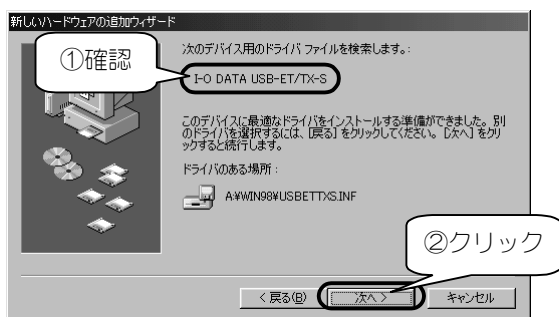 新しいハードウェアの追加ウィザード
①確認
次のデバイス用のドライバ ファイルを検索します。:
I-O DATA USB-ET/TX-S
このデバイスに最適なドライバをインストールする準備ができました。別
のドライバを選択するには、[戻る] をクリックしてください。[次へ] をクリ
ックすると続行します。
ドライバのある場所 :
A:¥WIN98¥USBETTXS.INF
②クリック
< 戻る(B)
次へ >
キャンセル